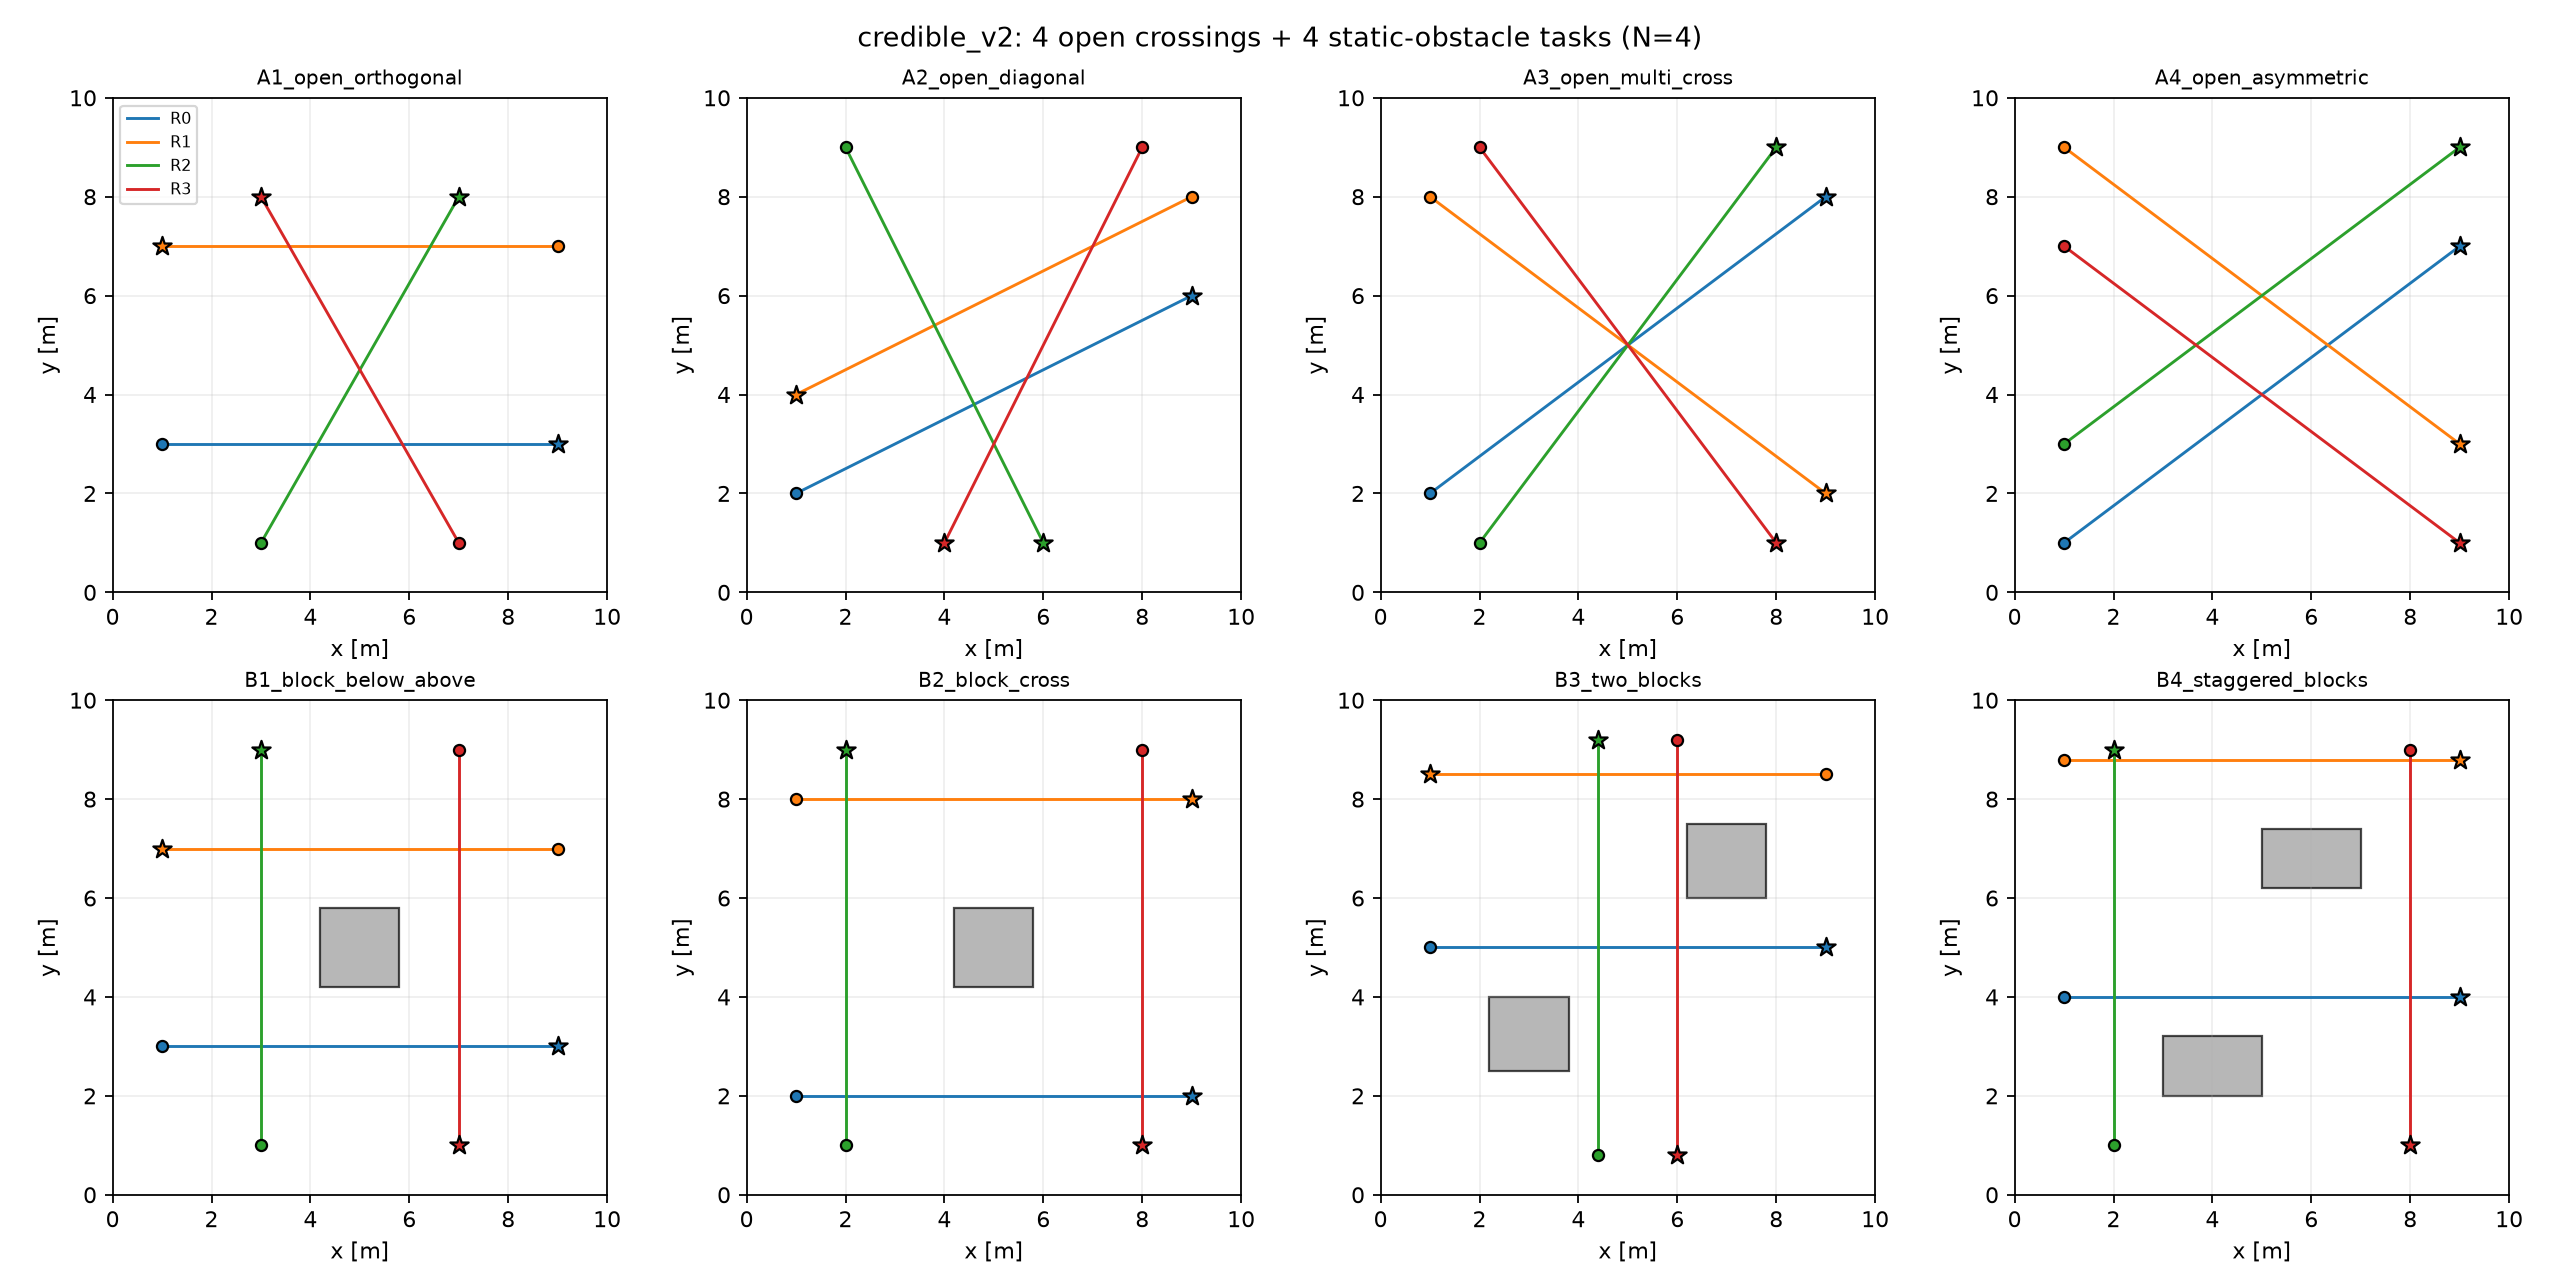 credible_v2: 4 open crossings + 4 static-obstacle tasks (N=4)
A1_open_orthogonal
A2_open_diagonal
A3_open_multi_cross
A4_open_asymmetric
R0
R1
R2
R3
10
8
6
4
2
0
y [m]
0 2 4 6 8 10
x [m]
10
8
6
4
2
0
y [m]
0 2 4 6 8 10
x [m]
10
8
6
4
2
0
y [m]
0 2 4 6 8 10
x [m]
10
8
6
4
2
0
y [m]
0 2 4 6 8 10
x [m]
B1_block_below_above
B2_block_cross
B3_two_blocks
B4_staggered_blocks
10
8
6
4
2
0
y [m]
0 2 4 6 8 10
x [m]
10
8
6
4
2
0
y [m]
0 2 4 6 8 10
x [m]
10
8
6
4
2
0
y [m]
0 2 4 6 8 10
x [m]
10
8
6
4
2
0
y [m]
0 2 4 6 8 10
x [m]